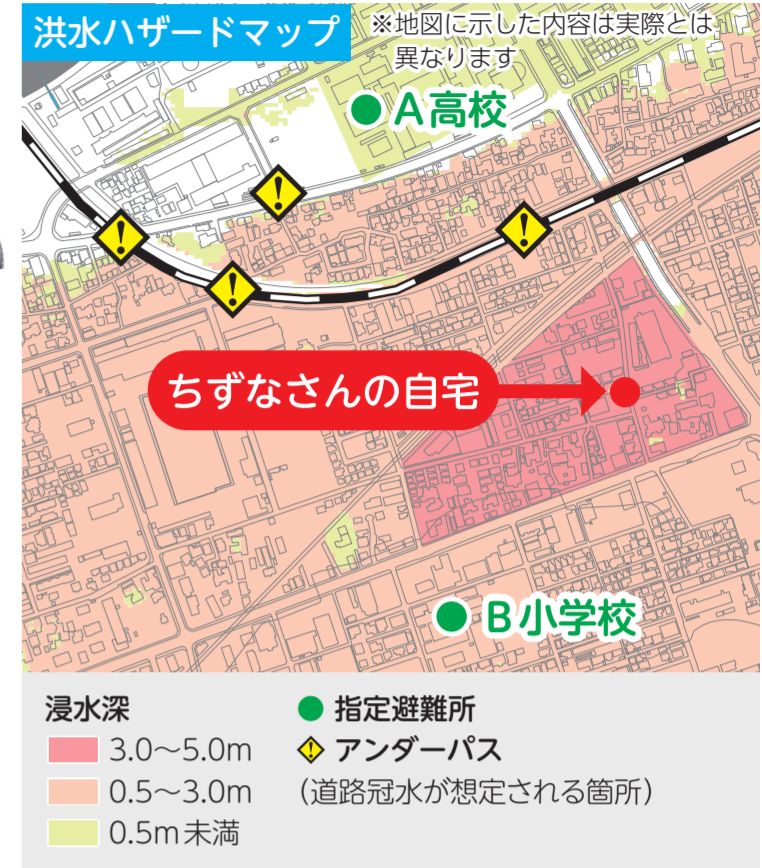 洪水ハザードマップ
※地図に示した内容は実際とは
異なります
A高校
ちずなさんの自宅
B小学校
浸水深
3.0〜5.0m
0.5〜3.0m
0.5m未満
指定避難所
アンダーパス
(道路冠水が想定される箇所)